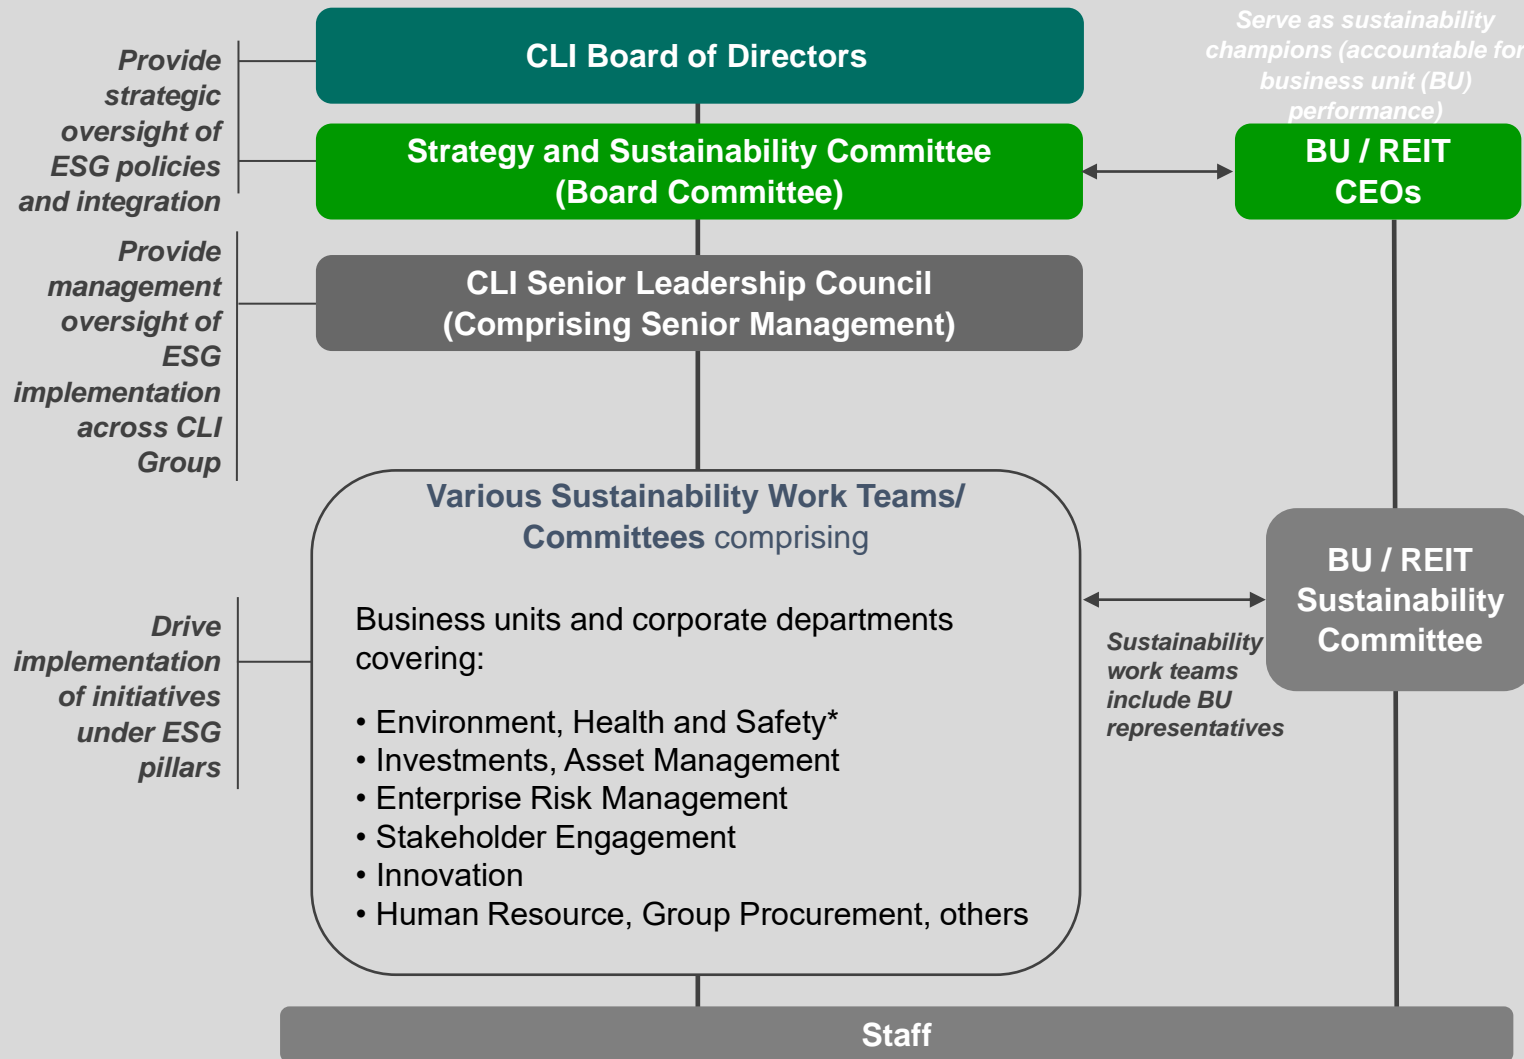 CLI Board of Directors
Serve as sustainability
champions (accountable for
business unit (BU)
performance)
Provide
strategic
oversight of
ESG policies
and integration
Strategy and Sustainability Committee
(Board Committee)
BU / REIT
CEOs
Provide
management
oversight of
ESG
implementation
across CLI
Group
CLI Senior Leadership Council
(Comprising Senior Management)
Various Sustainability Work Teams/
Committees comprising
Business units and corporate departments
covering:
• Environment, Health and Safety*
• Investments, Asset Management
• Enterprise Risk Management
• Stakeholder Engagement
• Innovation
• Human Resource, Group Procurement, others
Drive
implementation
of initiatives
under ESG
pillars
BU / REIT
Sustainability
Committee
Sustainability
work teams
include BU
representatives
Staff